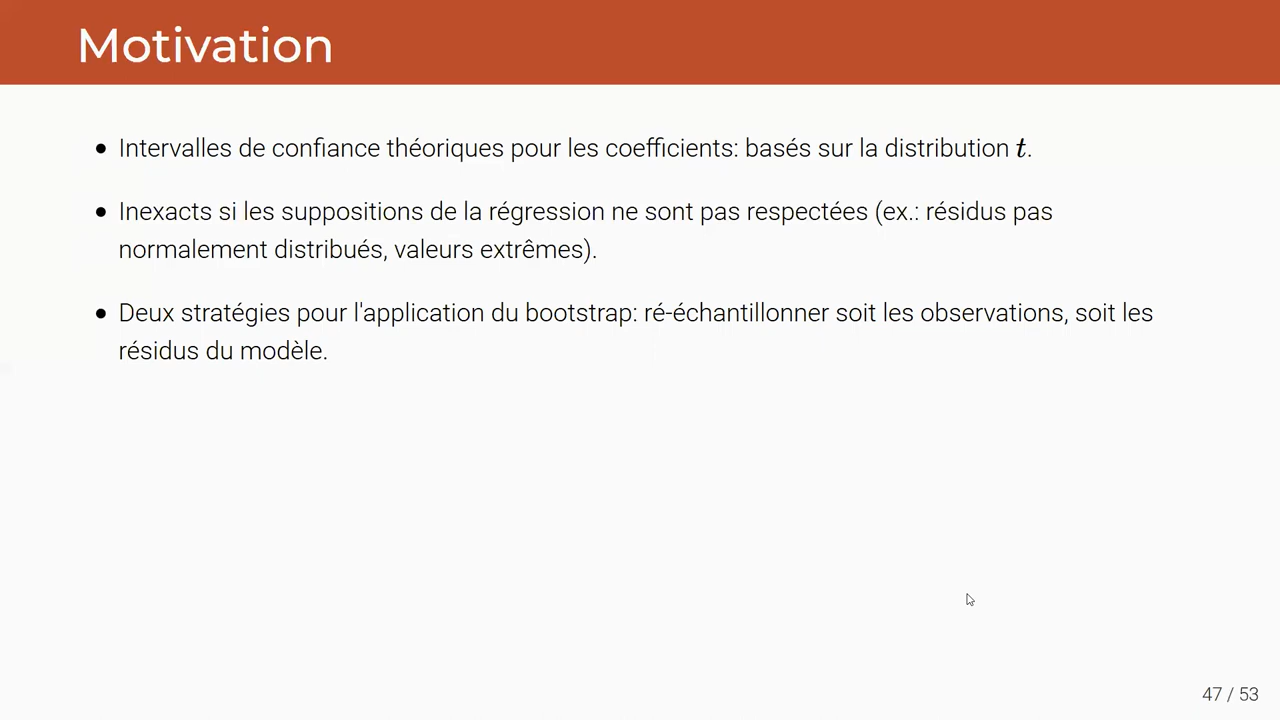 Motivation
Intervalles de confiance théoriques pour les coefficients: basés sur la distribution t.
Inexacts si les suppositions de la régression ne sont pas respectées (ex.: résidus pas
normalement distribués, valeurs extrêmes).
Deux stratégies pour l'application du bootstrap: ré-échantillonner soit les observations, soit les
résidus du modèle.
47 / 53